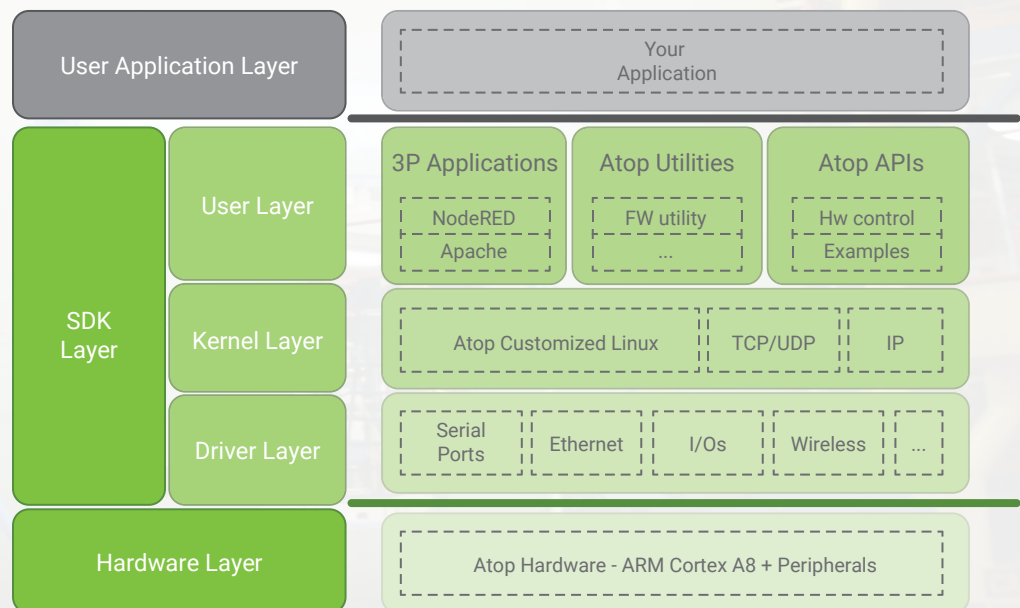 User Application Layer
Your
Application
SDK
Layer
User Layer
3P Applications
NodeRED
Apache
Atop Utilities
FW utility
...
Atop APIs
Hw control
Examples
Kernel Layer
Atop Customized Linux
TCP/UDP
IP
Driver Layer
Serial
Ports
Ethernet
I/Os
Wireless
...
Hardware Layer
Atop Hardware - ARM Cortex A8 + Peripherals